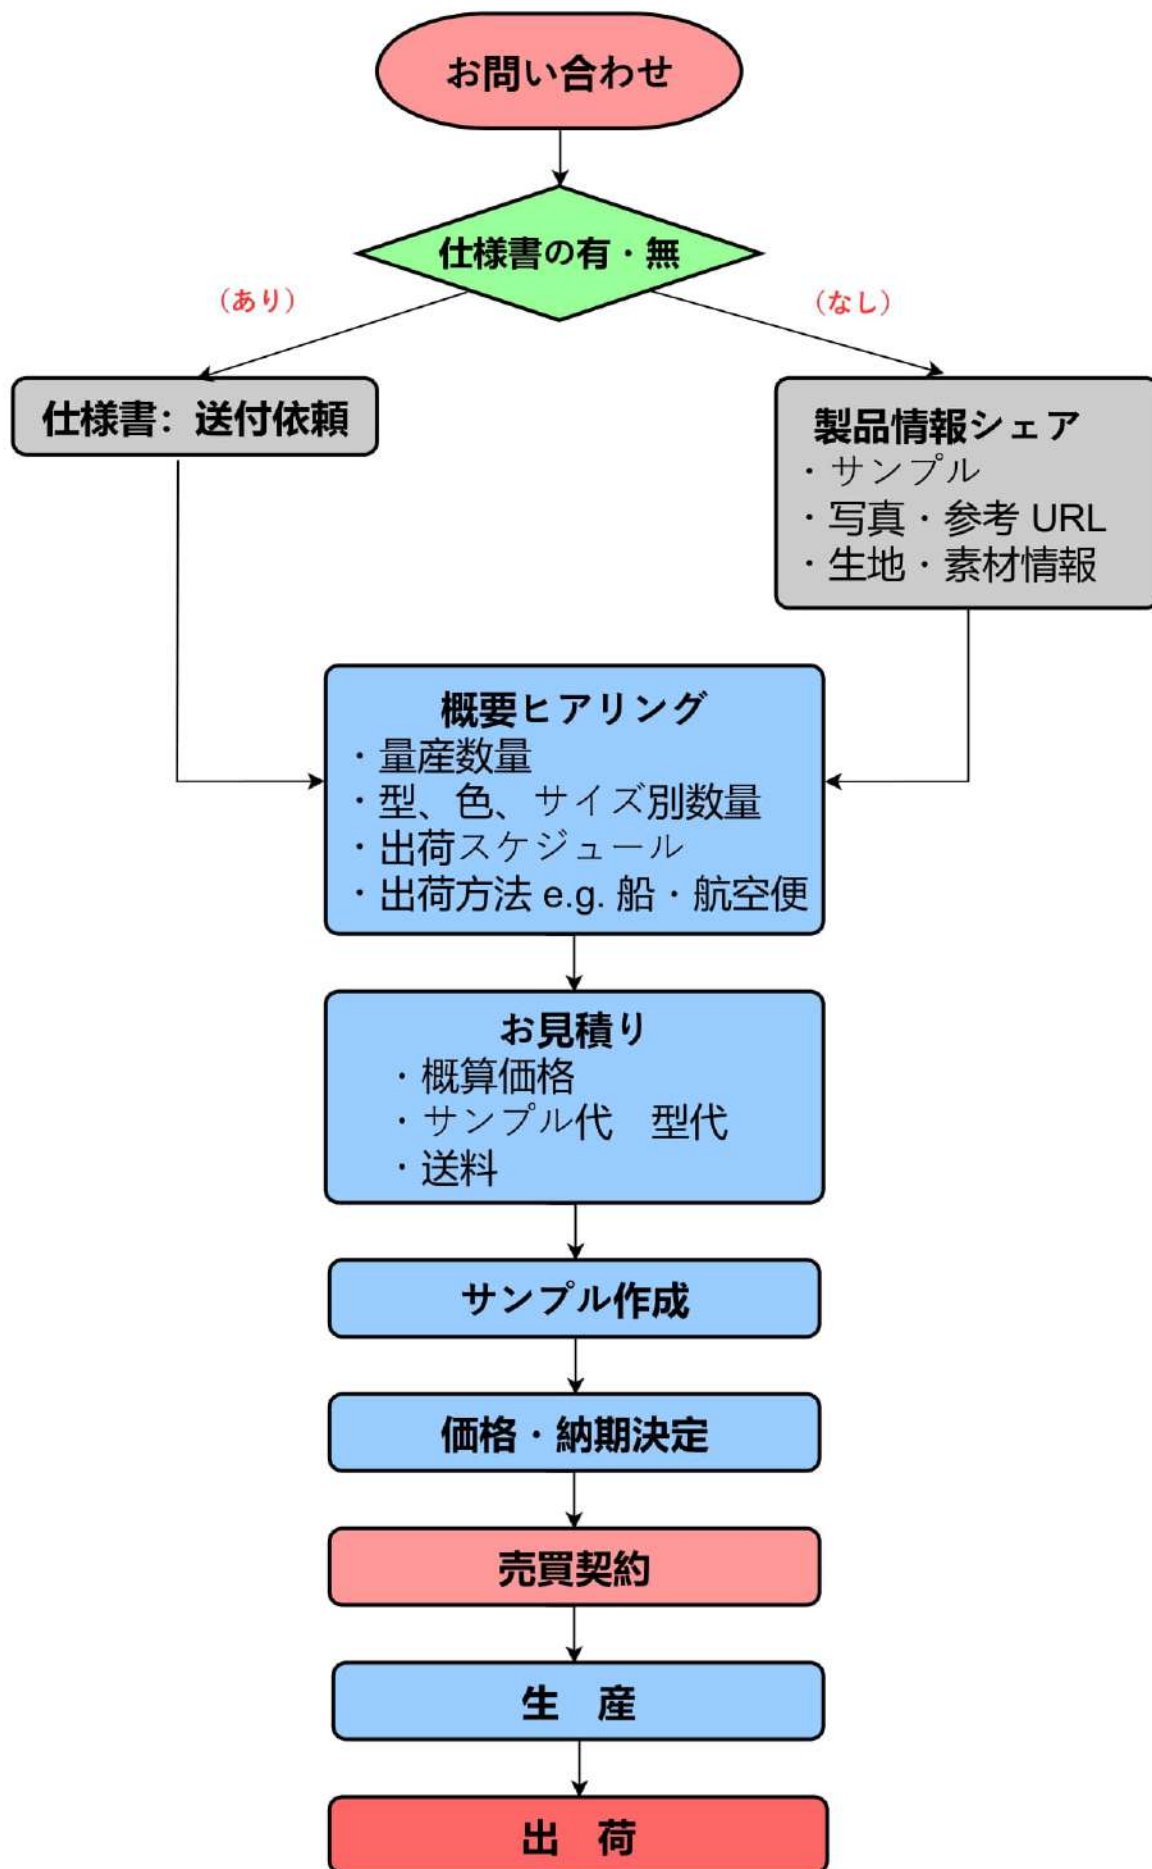 お問い合わせ
仕様書の有・無
（あり）
（なし）
仕様書：送付依頼
製品情報シェア
・サンプル
・写真・参考 URL
・生地・素材情報
概要ヒアリング
・量産数量
・型、色、サイズ別数量
・出荷スケジュール
・出荷方法 e.g. 船・航空便
お見積り
・概算価格
・サンプル代　型代
・送料
サンプル作成
価格・納期決定
売買契約
生　産
出　荷